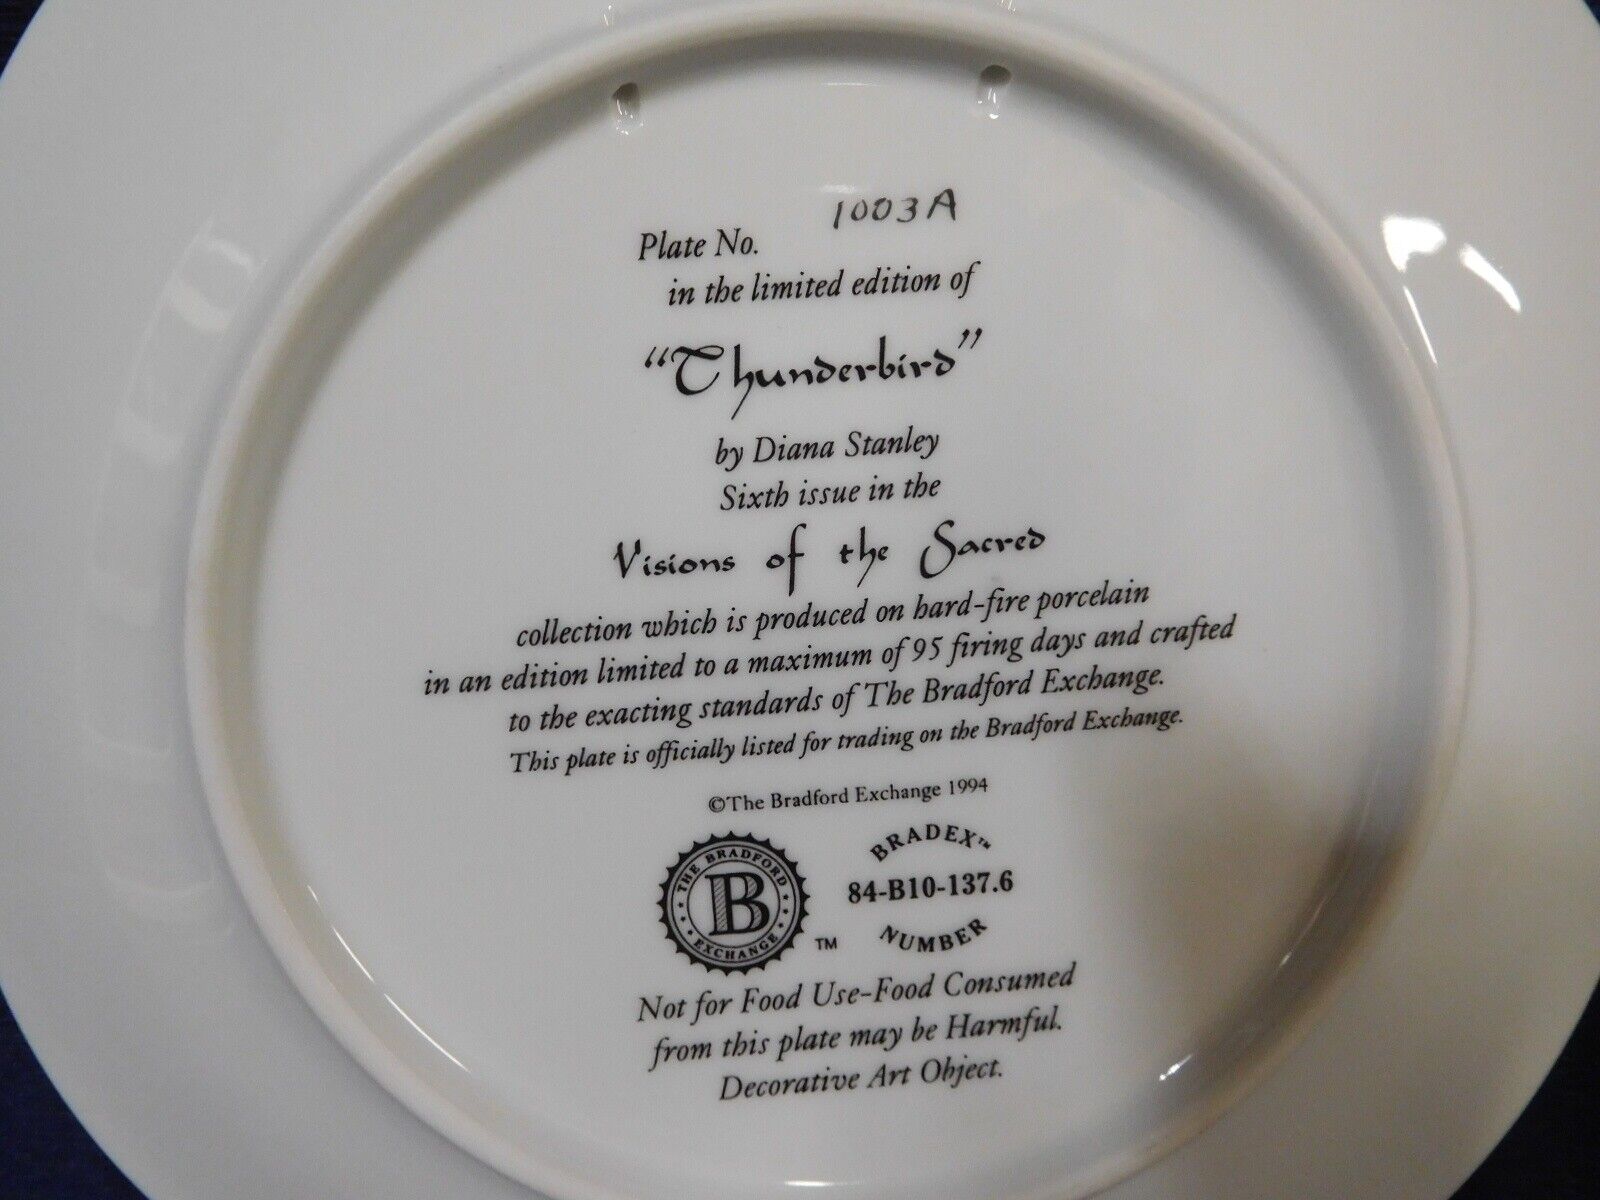 1003A
Plate No.
in the limited edition of
"Thunderbird"
by Diana Stanley
Sixth issue in the
Visions of the Sacred
collection which is produced on hard-fire porcelain
in an edition limited to a maximum of 95 firing days and crafted
to the exacting standards of The Bradford Exchange.
This plate is officially listed for trading on the Bradford Exchange.
©The Bradford Exchange 1994
THE BRADFORD
B
EXCHANGE
TM
BRADEX™
84-B10-137.6
NUMBER
Not for Food Use-Food Consumed
from this plate may be Harmful.
Decorative Art Object.